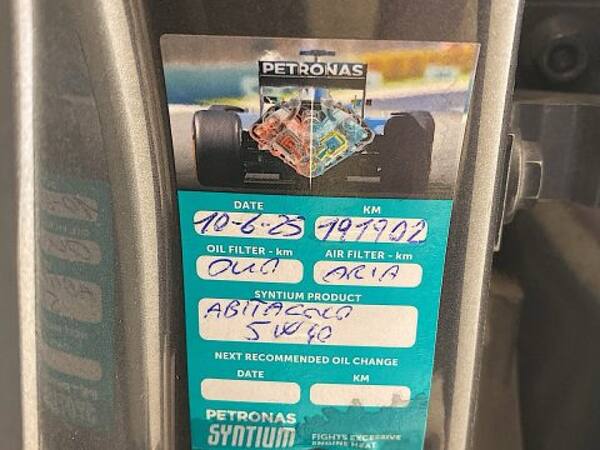 PETRONAS
DATE KM
10-6-25 191902
OIL FILTER - km AIR FILTER - km
OLIO ARIA
SYNTIUM PRODUCT
ABITACOLO
5W40
NEXT RECOMMENDED OIL CHANGE
DATE KM
PETRONAS
SYNTIUM
FIGHTS EXCESSIVE
ENGINE HEAT